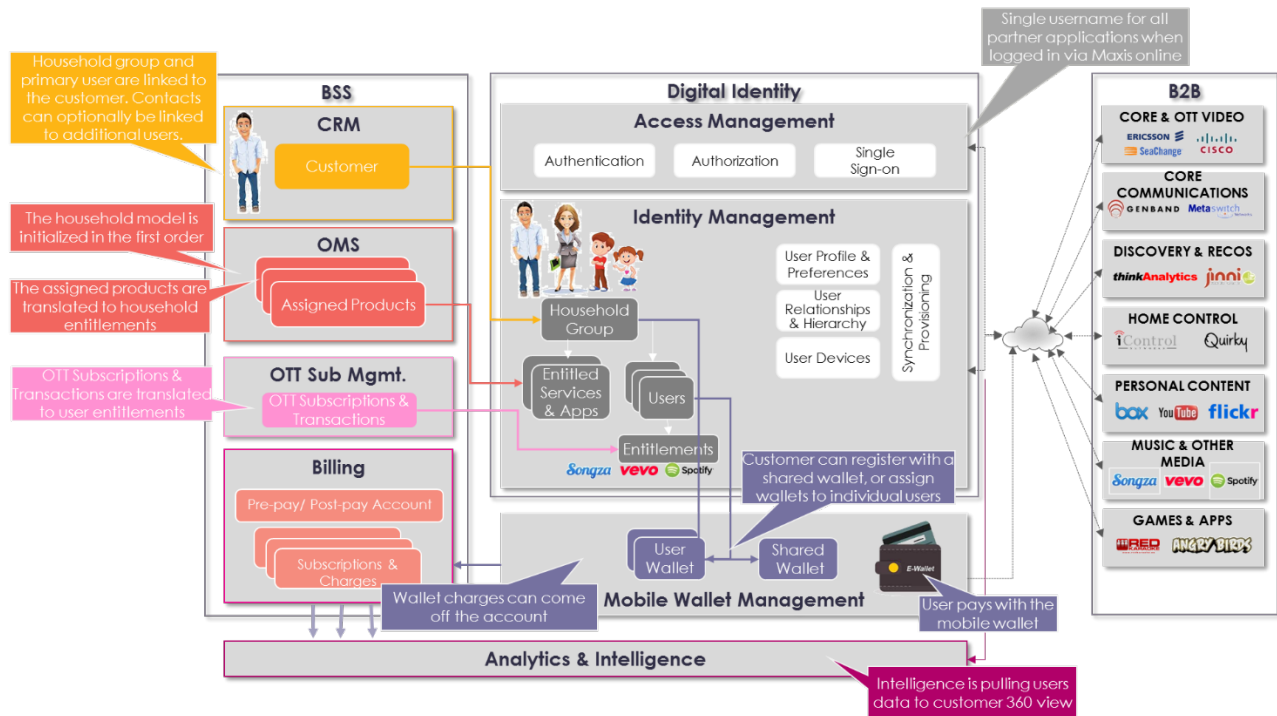 Single username for all
partner applications when
logged in via Maxis online
Household group and
primary user are linked to
the customer. Contacts
can optionally be linked
to additional users.
The household model is
initialized in the first order
The assigned products are
translated to household
entitlements
OTT Subscriptions &
Transactions are translated
to user entitlements
BSS
CRM
Customer
OMS
Assigned Products
OTT Sub Mgmt.
OTT Subscriptions &
Transactions
Billing
Pre-pay/ Post-pay Account
Subscriptions &
Charges
Digital Identity
Access Management
Authentication
Authorization
Single
Sign-on
Identity Management
User Profile &
Preferences
User
Relationships
& Hierarchy
User Devices
Synchronization &
Provisioning
Household
Group
Entitled
Services
& Apps
Users
Entitlements
Songza
vevo
Spotify
Customer can register with a
shared wallet, or assign
wallets to individual users
User
Wallet
Shared
Wallet
E-Wallet
Mobile Wallet Management
Wallet charges can come
off the account
User pays with the
mobile wallet
Analytics & Intelligence
Intelligence is pulling users
data to customer 360 view
B2B
CORE & OTT VIDEO
ERICSSON
SeaChange
CISCO
CORE
COMMUNICATIONS
GENBAND
Metaswitch
DISCOVERY & RECOS
thinkAnalytics
jinni
HOME CONTROL
iControl
Quirky
PERSONAL CONTENT
box
YouTube
flickr
MUSIC & OTHER
MEDIA
Songza
vevo
Spotify
GAMES & APPS
RED
ANGRY BIRDS